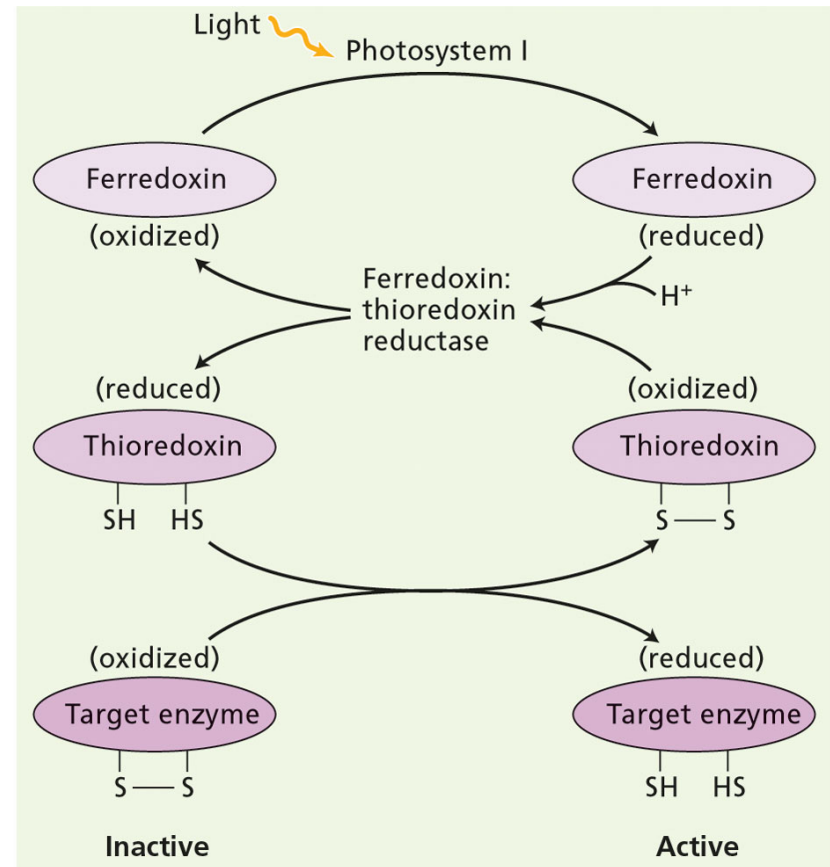 Light
Photosystem I
Ferredoxin
Ferredoxin
(oxidized)
(reduced)
Ferredoxin:
thioredoxin
reductase
H⁺
(reduced)
(oxidized)
Thioredoxin
Thioredoxin
SH HS
S — S
(oxidized)
(reduced)
Target enzyme
Target enzyme
S — S
SH HS
Inactive
Active